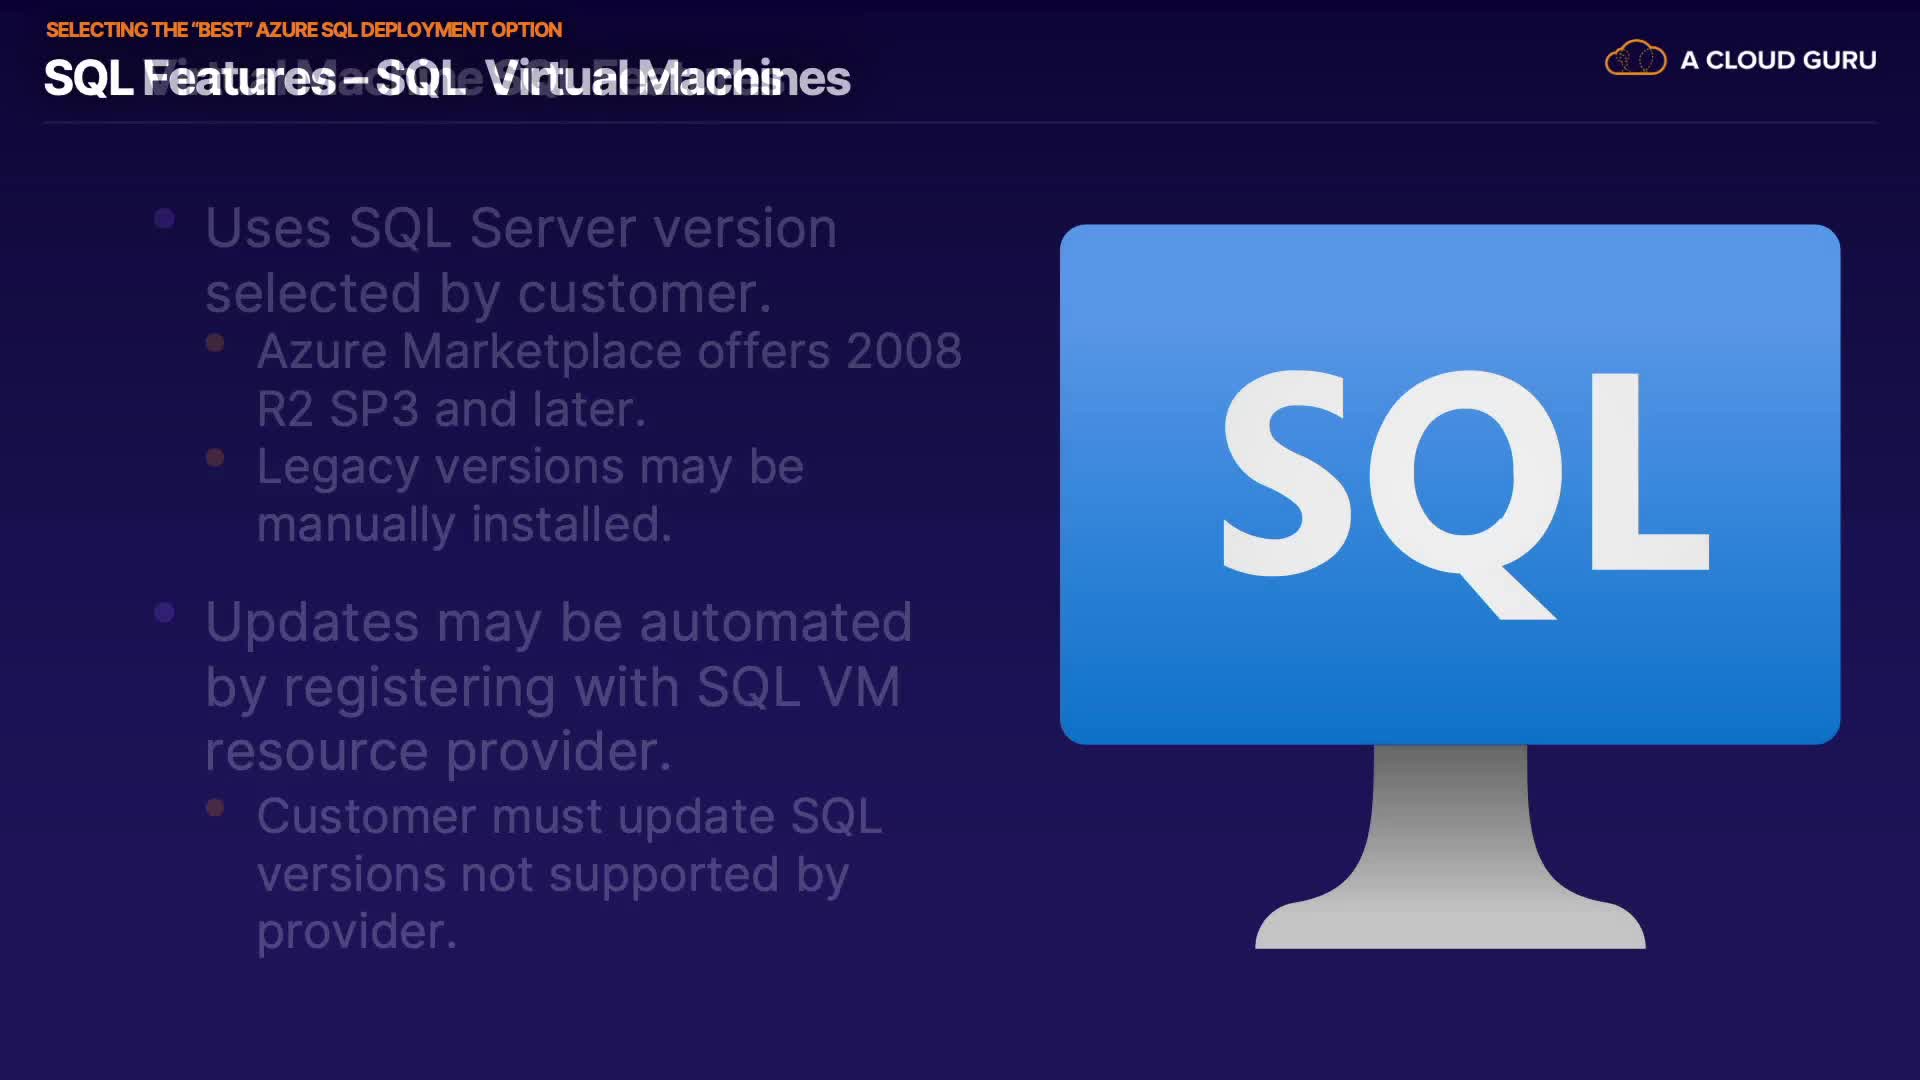 SELECTING THE “BEST” AZURE SQL DEPLOYMENT OPTION
SQL Features – SQL Virtual Machines
A CLOUD GURU
Uses SQL Server version
selected by customer.
Azure Marketplace offers 2008
R2 SP3 and later.
Legacy versions may be
manually installed.
Updates may be automated
by registering with SQL VM
resource provider.
Customer must update SQL
versions not supported by
provider.
SQL